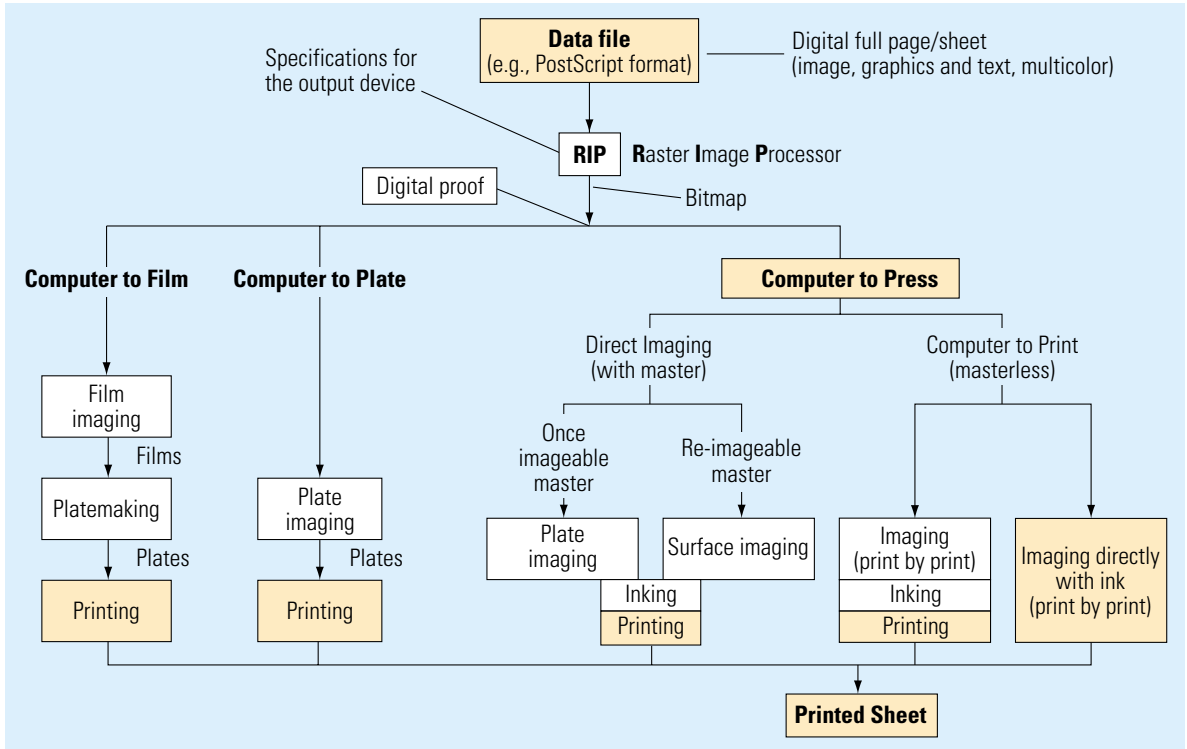 Data file
(e.g., PostScript format)
Digital full page/sheet
(image, graphics and text, multicolor)
Specifications for
the output device
RIP
Raster Image Processor
Digital proof
Bitmap
Computer to Film
Computer to Plate
Computer to Press
Direct Imaging
(with master)
Computer to Print
(masterless)
Film
imaging
Films
Platemaking
Plates
Printing
Plate
imaging
Plates
Printing
Once
imageable
master
Re-imageable
master
Plate
imaging
Surface imaging
Inking
Printing
Imaging
(print by print)
Inking
Printing
Imaging directly
with ink
(print by print)
Printed Sheet